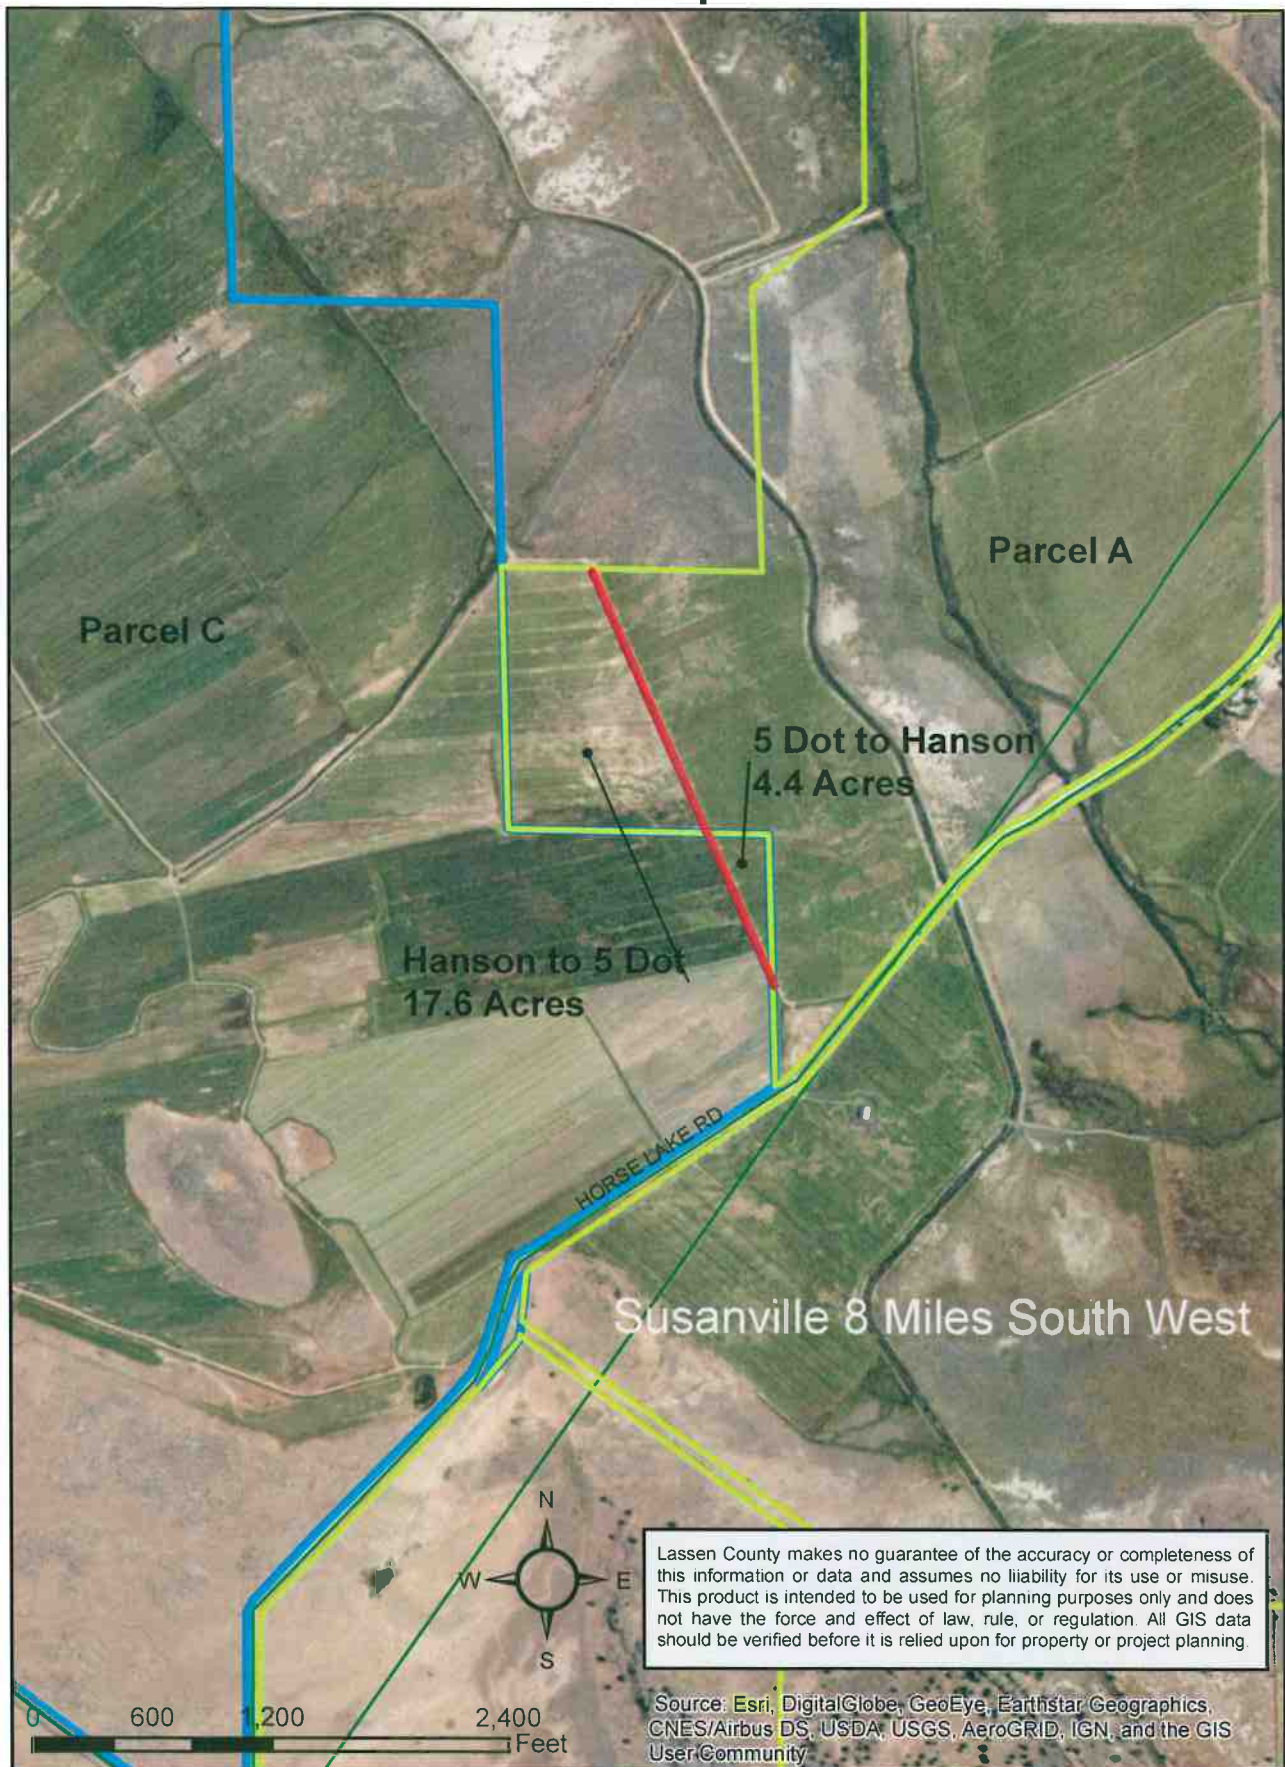 Parcel A
Parcel C
5 Dot to Hanson
4.4 Acres
Hanson to 5 Dot
17.6 Acres
HORSE LAKE RD
Susanville 8 Miles South West
N
W E
S
Lassen County makes no guarantee of the accuracy or completeness of
this information or data and assumes no liiability for its use or misuse.
This product is intended to be used for planning purposes only and does
not have the force and effect of law, rule, or regulation. All GIS data
should be verified before it is relied upon for property or project planning.
0 600 1,200 2,400
Feet
Source: Esri, DigitalGlobe, GeoEye, Earthstar Geographics,
CNES/Airbus DS, USDA, USGS, AeroGRID, IGN, and the GIS
User Community